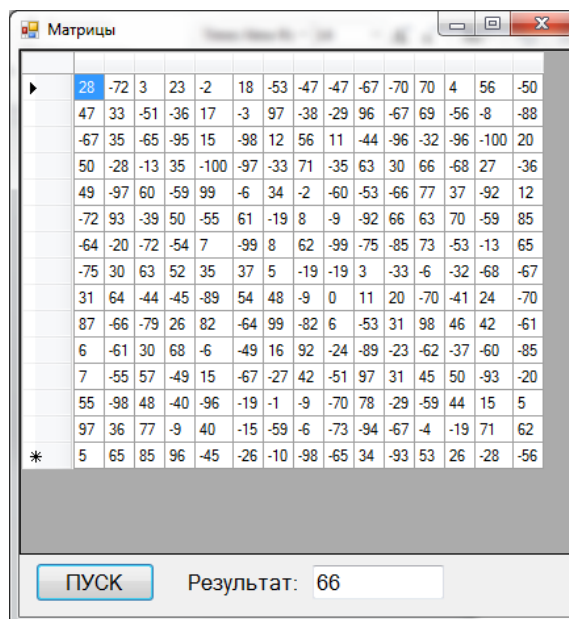 Матрицы
28 -72 3 23 -2 18 -53 -47 -47 -67 -70 70 4 56 -50
47 33 -51 -36 17 -3 97 -38 -29 96 -67 69 -56 -8 -88
-67 35 -65 -95 15 -98 12 56 11 -44 -96 -32 -96 -100 20
50 -28 -13 35 -100 -97 -33 71 -35 63 30 66 -68 27 -36
49 -97 60 -59 99 -6 34 -2 -60 -53 -66 77 37 -92 12
-72 93 -39 50 -55 61 -19 8 -9 -92 66 63 70 -59 85
-64 -20 -72 -54 7 -99 8 62 -99 -75 -85 73 -53 -13 65
-75 30 63 52 35 37 5 -19 -19 3 -33 -6 -32 -68 -67
31 64 -44 -45 -89 54 48 -9 0 11 20 -70 -41 24 -70
87 -66 -79 26 82 -64 99 -82 6 -53 31 98 46 42 -61
6 -61 30 68 -6 -49 16 92 -24 -89 -23 -62 -37 -60 -85
7 -55 57 -49 15 -67 -27 42 -51 97 31 45 50 -93 -20
55 -98 48 -40 -96 -19 -1 -9 -70 78 -29 -59 44 15 5
97 36 77 -9 40 -15 -59 -6 -73 -94 -67 -4 -19 71 62
5 65 85 96 -45 -26 -10 -98 -65 34 -93 53 26 -28 -56
ПУСК Результат: 66